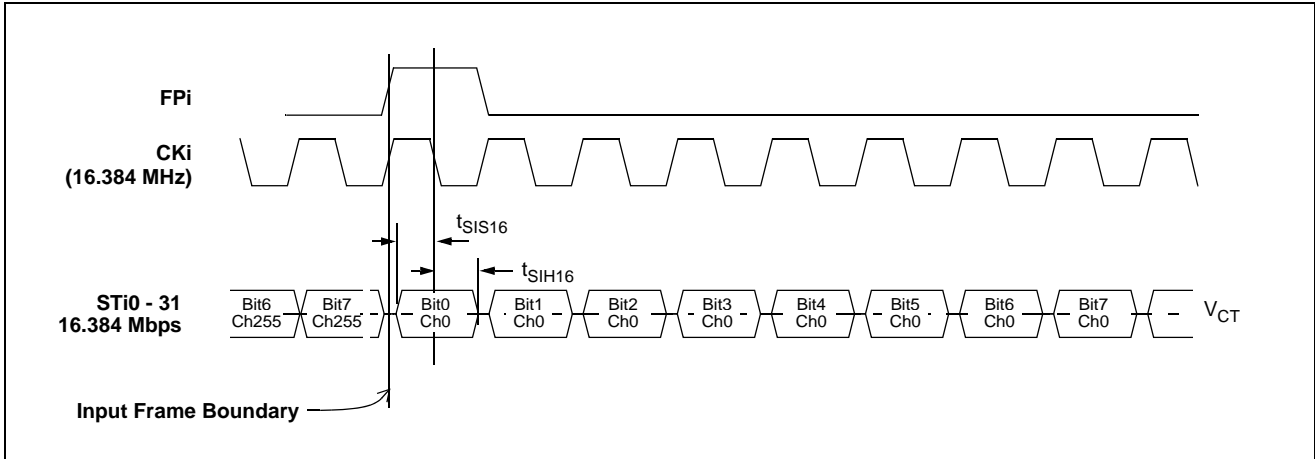 FPi
CKi
(16.384 MHz)
tSIS16
tSIH16
STi0 - 31
16.384 Mbps
Bit6
Ch255
Bit7
Ch255
Bit0
Ch0
Bit1
Ch0
Bit2
Ch0
Bit3
Ch0
Bit4
Ch0
Bit5
Ch0
Bit6
Ch0
Bit7
Ch0
VCT
Input Frame Boundary